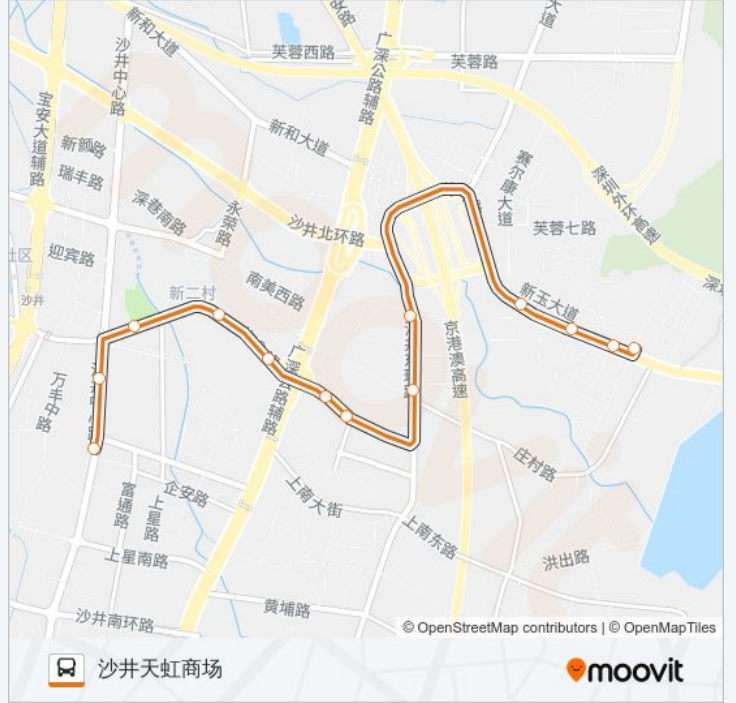 新和大道
沙井中心路
芙蓉西路
广深公路辅路
芙蓉路
宝安大道辅路
新和大道
新颜路
瑞丰路
深巷南路
永荣路
沙井北环路
赛尔康大道
芙蓉七路
社区
迎宾路
沙井
新二村
南美西路
新玉大道
京港澳高速
广深公路辅路
万丰中路
庄村路
企安路
富通路
上星路
上南大街
上南东路
上星南路
洪田路
黄埔路
沙井南环路
© OpenStreetMap contributors | © OpenMapTiles
沙井天虹商场
moovit